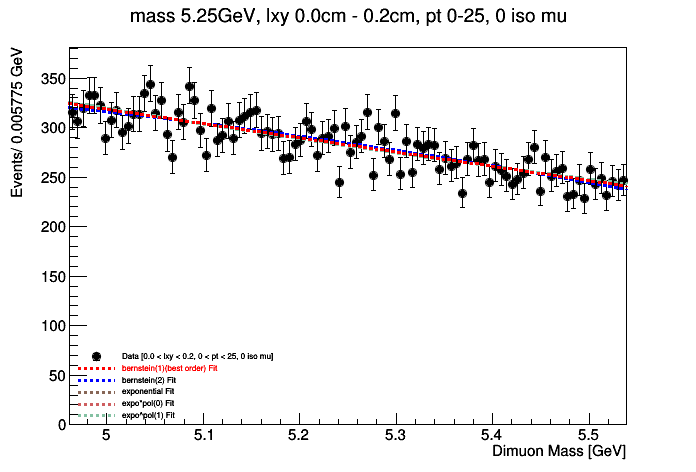 mass 5.25GeV, lxy 0.0cm - 0.2cm, pt 0-25, 0 iso mu
Events/ 0.005775 GeV
350
300
250
200
150
100
50
0
Data [0.0 < lxy < 0.2, 0 < pt < 25, 0 iso mu]
bernstein(1)(best order) Fit
bernstein(2) Fit
exponential Fit
expo*pol(0) Fit
expo*pol(1) Fit
5
5.1
5.2
5.3
5.4
5.5
Dimuon Mass [GeV]